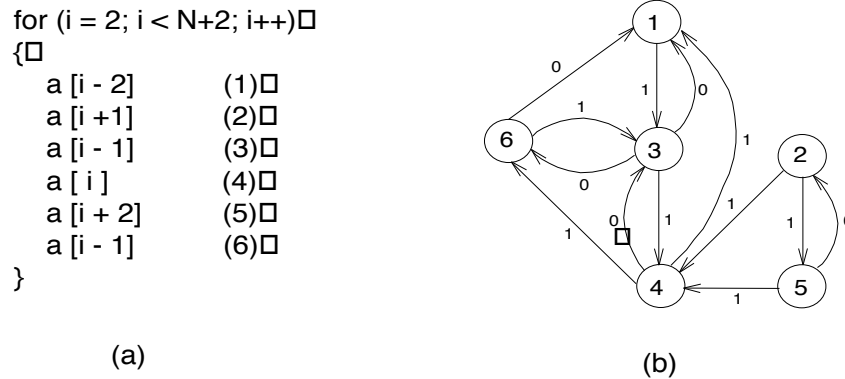 for (i = 2; i < N+2; i++)
{
a [i - 2] (1)
a [i +1] (2)
a [i - 1] (3)
a [ i ] (4)
a [i + 2] (5)
a [i - 1] (6)
}
(a)
1
0
1
0
6
1
3
0
1
2
0
1
1
1
0
1
4
1
5
(b)